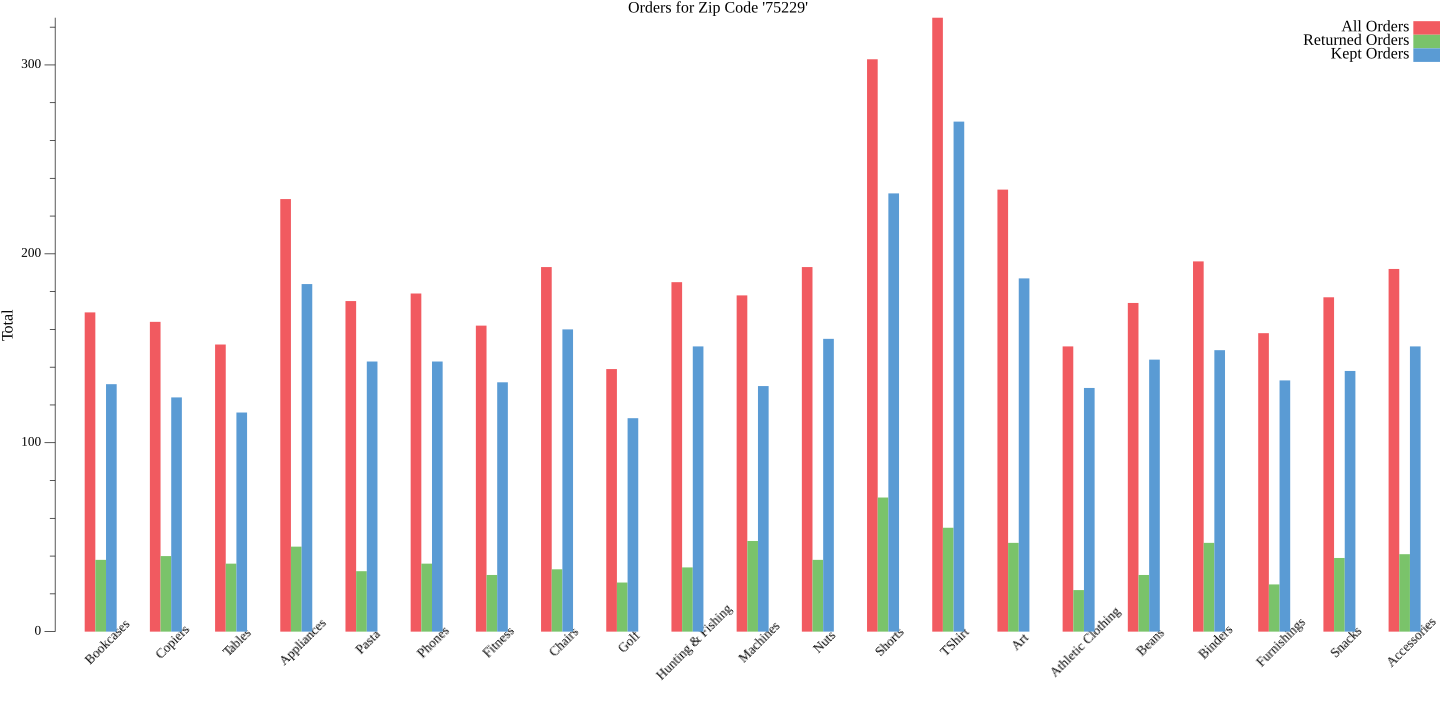 Orders for Zip Code '75229'
All Orders
Returned Orders
Kept Orders
Total
300
200
100
0
Bookcases
Copiers
Tables
Appliances
Pasta
Phones
Fitness
Chairs
Golf
Hunting & Fishing
Machines
Nuts
Shorts
TShirt
Art
Athletic Clothing
Beans
Binders
Furnishings
Snacks
Accessories